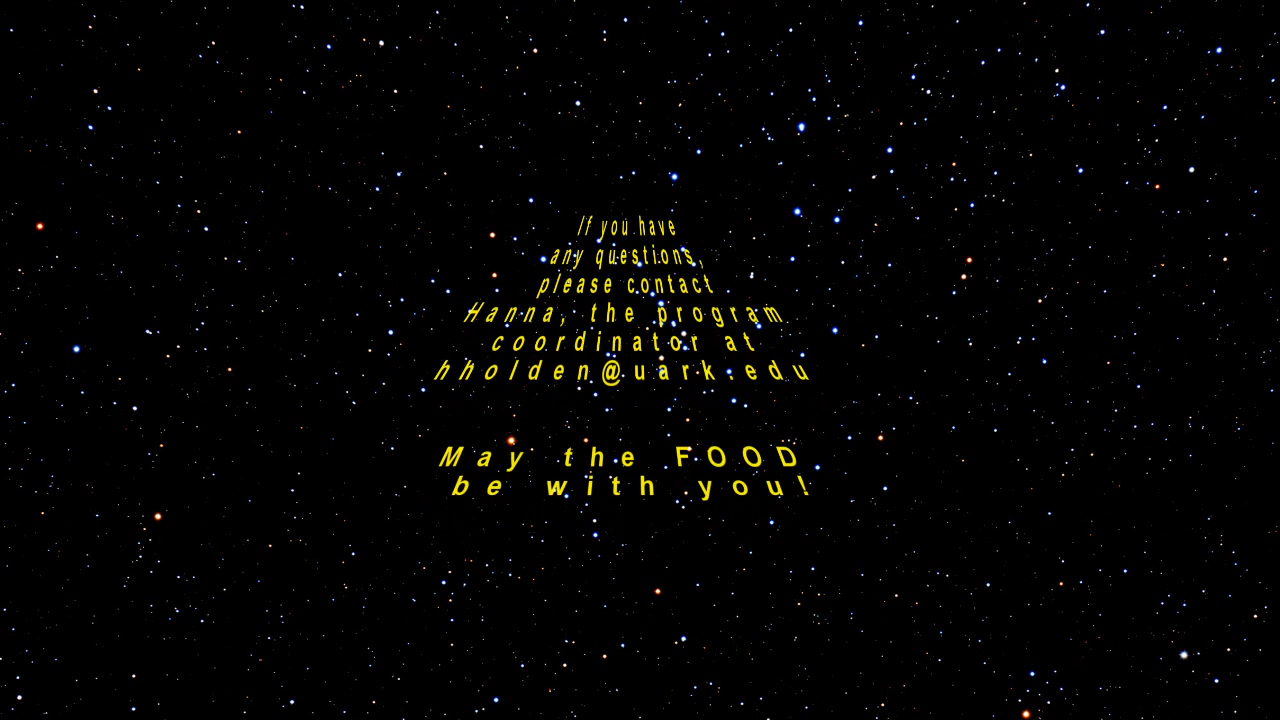 If you have
any questions,
please contact
Hanna, the program
coordinator at
hholden@uark.edu
May the FOOD
be with you!